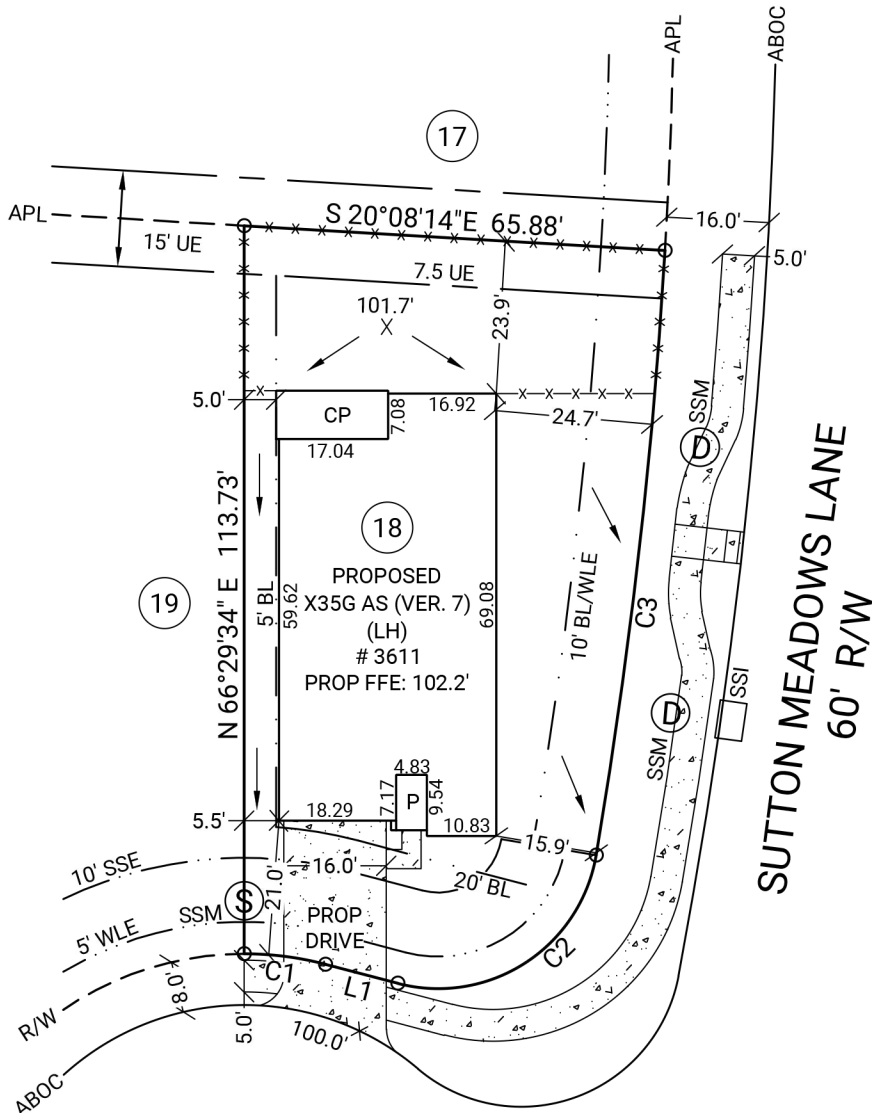 APL
ABOC
17
APL
S 20°08'14"E 65.88'
16.0'
15' UE
7.5 UE
5.0'
101.7'
X
23.9'
5.0'
CP
7.08
16.92
17.04
24.7'
SSM
D
N 66°29'34" E 113.73'
19
5' BL
59.62
18
PROPOSED
X35G AS (VER. 7)
(LH)
# 3611
PROP FFE: 102.2'
69.08
10' BL/WLE
C3
SUTTON MEADOWS LANE
60' R/W
D
SSM
SSI
4.83
7.17
P
9.54
5.5'
18.29
10.83
15.9'
10' SSE
16.0'
20' BL
21.0'
S
SSM
5' WLE
PROP
DRIVE
C2
C1
L1
8.0'
R/W
5.0'
100.0'
ABOC